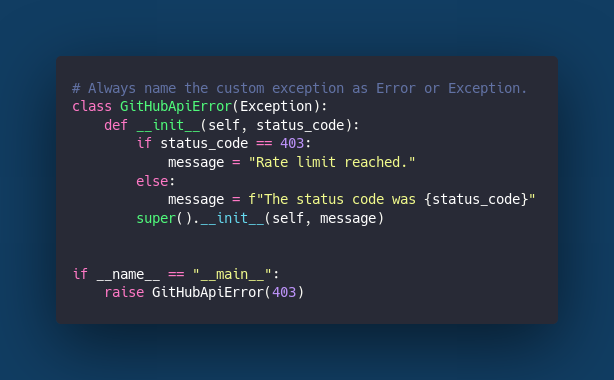 # Always name the custom exception as Error or Exception.
class GitHubApiError(Exception):
    def __init__(self, status_code):
        if status_code == 403:
            message = "Rate limit reached."
        else:
            message = f"The status code was {status_code}"
        super().__init__(self, message)
if __name__ == "__main__":
    raise GitHubApiError(403)